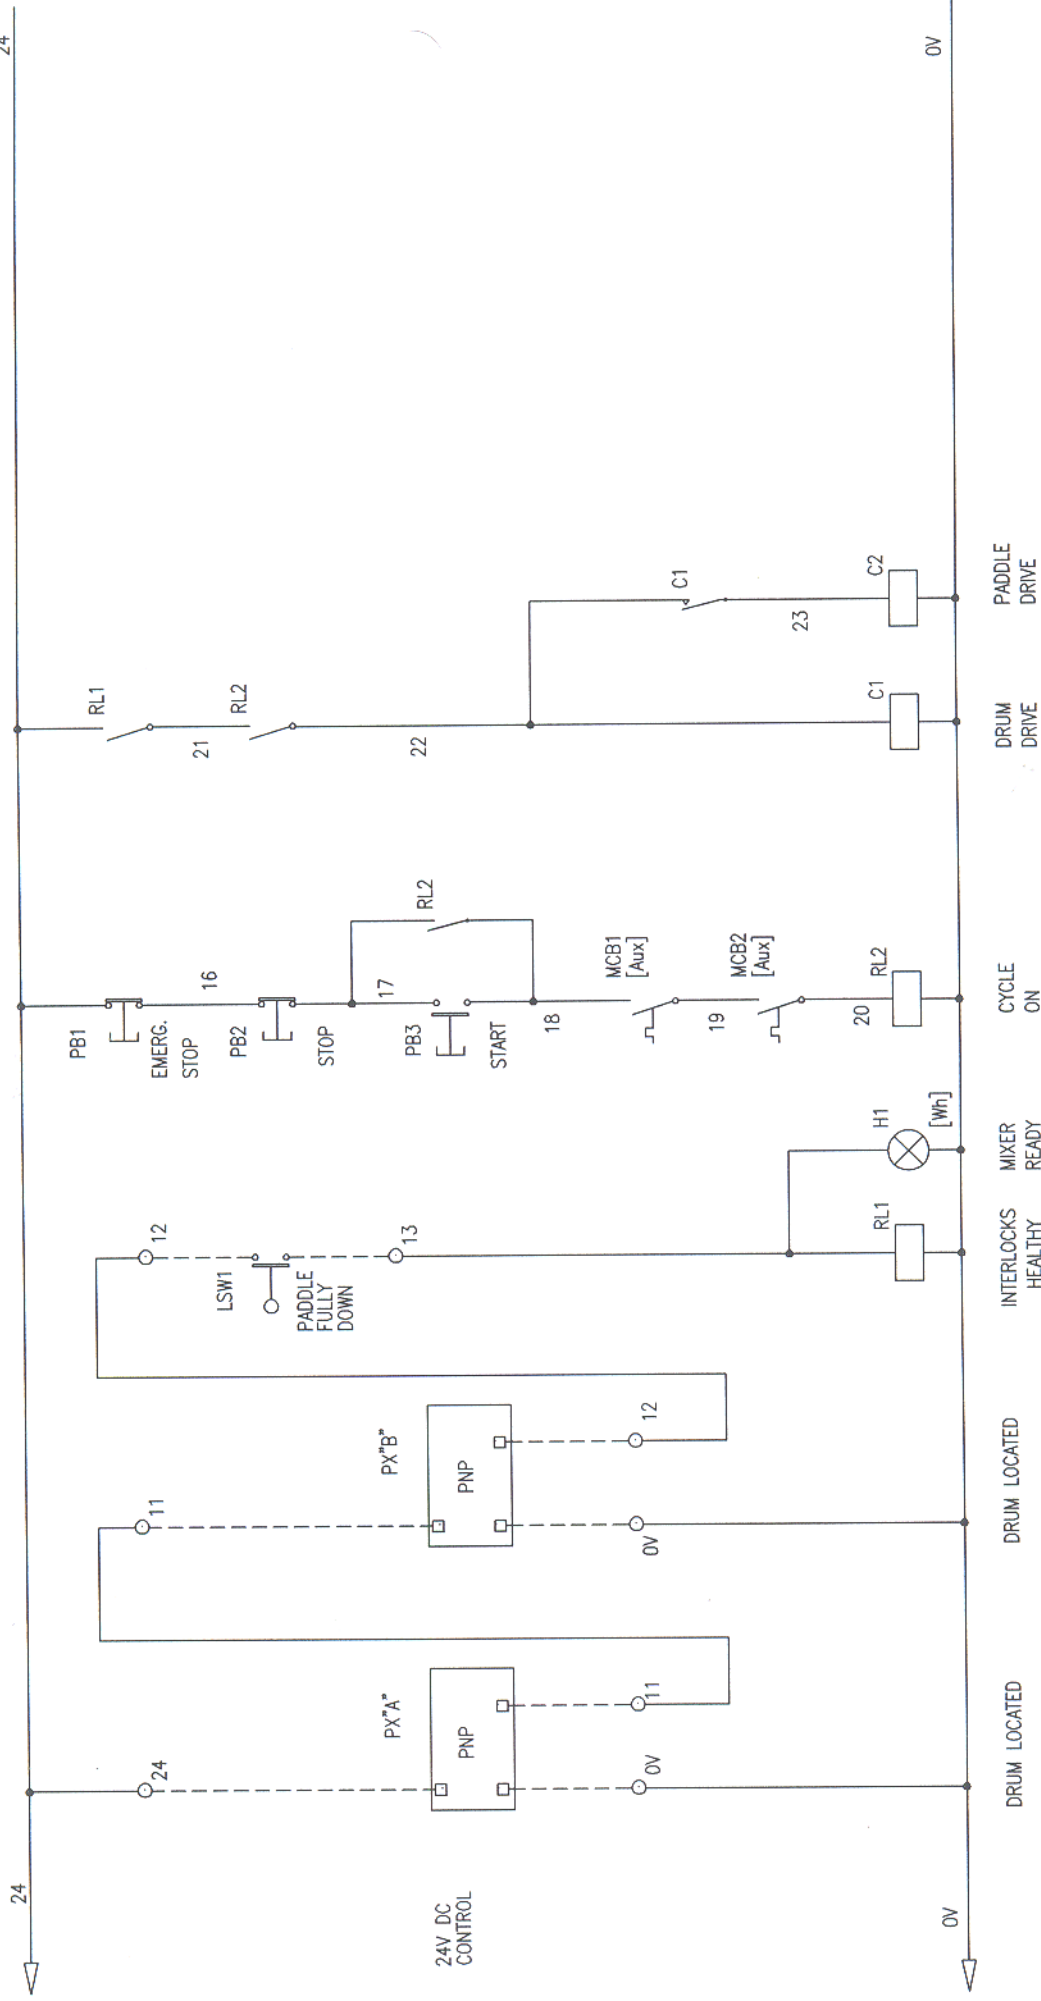 24
24
0V
0V
24V DC
CONTROL
24
PX"A"
PNP
11
0V
DRUM LOCATED
11
PX"B"
PNP
12
0V
DRUM LOCATED
12
LSW1
PADDLE
FULLY
DOWN
13
RL1
INTERLOCKS
HEALTHY
H1
[Wh]
MIXER
READY
PB1
EMERG.
STOP
16
PB2
STOP
17
PB3
START
RL2
18
MCB1
[Aux]
19
MCB2
[Aux]
20
RL2
CYCLE
ON
RL1
21
RL2
22
C1
DRUM
DRIVE
C1
23
C2
PADDLE
DRIVE